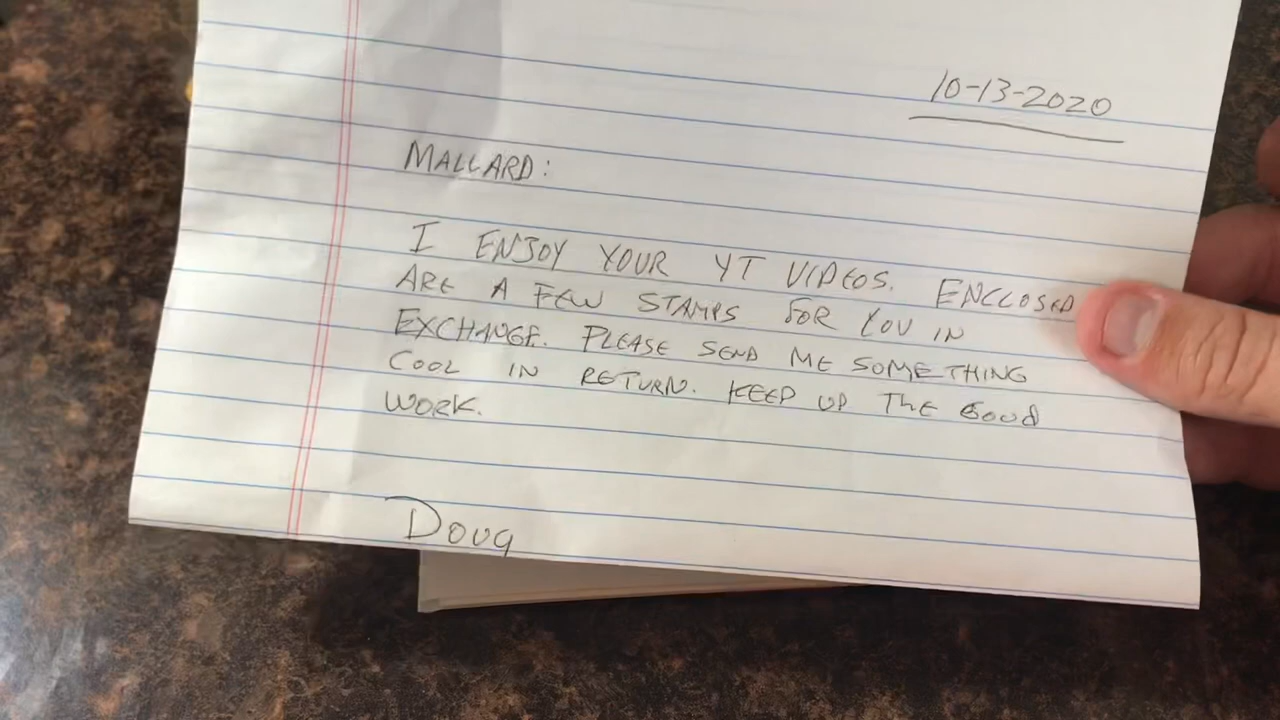 10-13-2020
MALLARD:
I ENJOY YOUR YT VIDEOS. ENCLOSED
ARE A FEW STAMPS FOR YOU IN
EXCHANGE. PLEASE SEND ME SOMETHING
COOL IN RETURN. KEEP UP THE GOOD
WORK.
DOUG